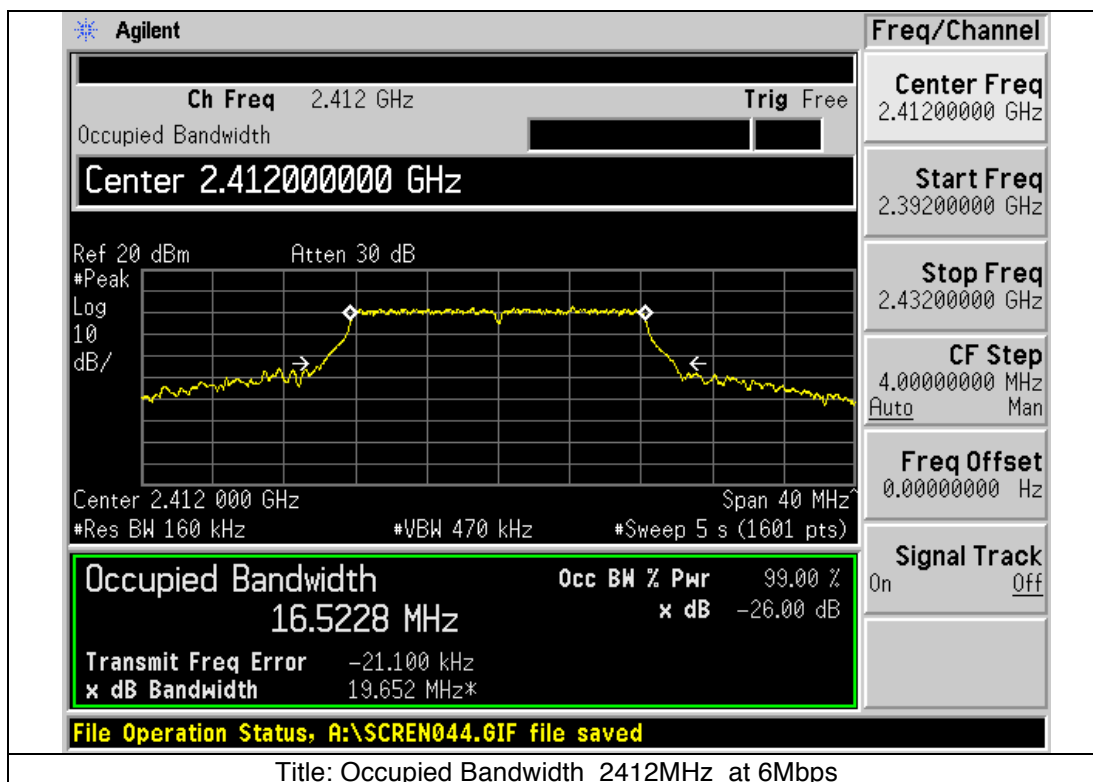 Agilent
Freq/Channel
Ch Freq 2.412 GHz Trig Free
Occupied Bandwidth
Center 2.412000000 GHz
Ref 20 dBm Atten 30 dB
#Peak
Log
10
dB/
Center 2.412 000 GHz Span 40 MHz^
#Res BW 160 kHz #VBW 470 kHz #Sweep 5 s (1601 pts)
Occupied Bandwidth
16.5228 MHz
Occ BW % Pwr 99.00 %
x dB -26.00 dB
Transmit Freq Error -21.100 kHz
x dB Bandwidth 19.652 MHz*
File Operation Status, A:\SCREN044.GIF file saved
Center Freq
2.41200000 GHz
Start Freq
2.39200000 GHz
Stop Freq
2.43200000 GHz
CF Step
4.00000000 MHz
Auto Man
Freq Offset
0.00000000 Hz
Signal Track
On Off
Title: Occupied Bandwidth 2412MHz at 6Mbps